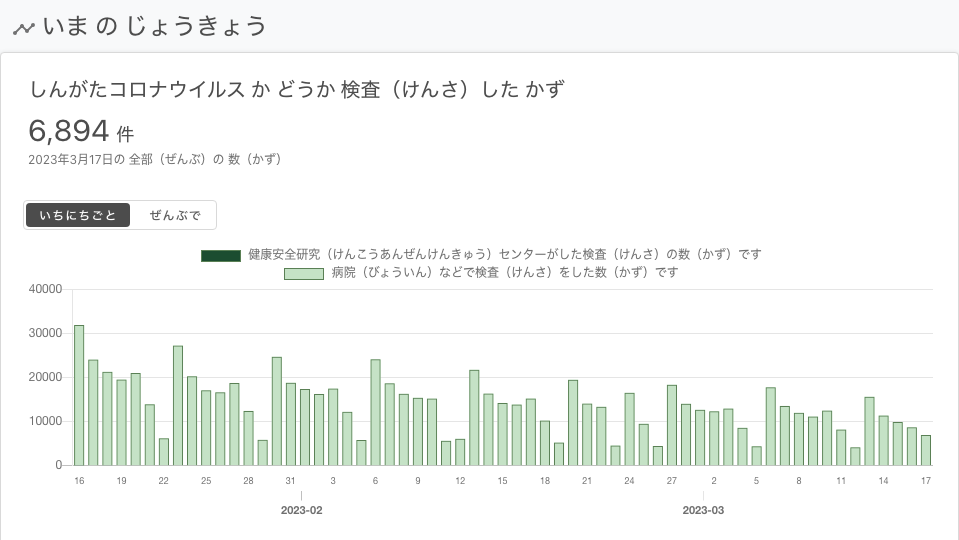 いま の じょうきょう
しんがたコロナウイルス か どうか 検査（けんさ）した かず
6,894 件
2023年3月17日の 全部（ぜんぶ）の 数（かず）
いちにちごと ぜんぶで
健康安全研究（けんこうあんぜんけんきゅう）センターがした検査（けんさ）の数（かず）です
病院（びょういん）などで検査（けんさ）をした数（かず）です
40000
30000
20000
10000
0
16 19 22 25 28 31 3 6 9 12 15 18 21 24 27 2 5 8 11 14 17
2023-02 2023-03